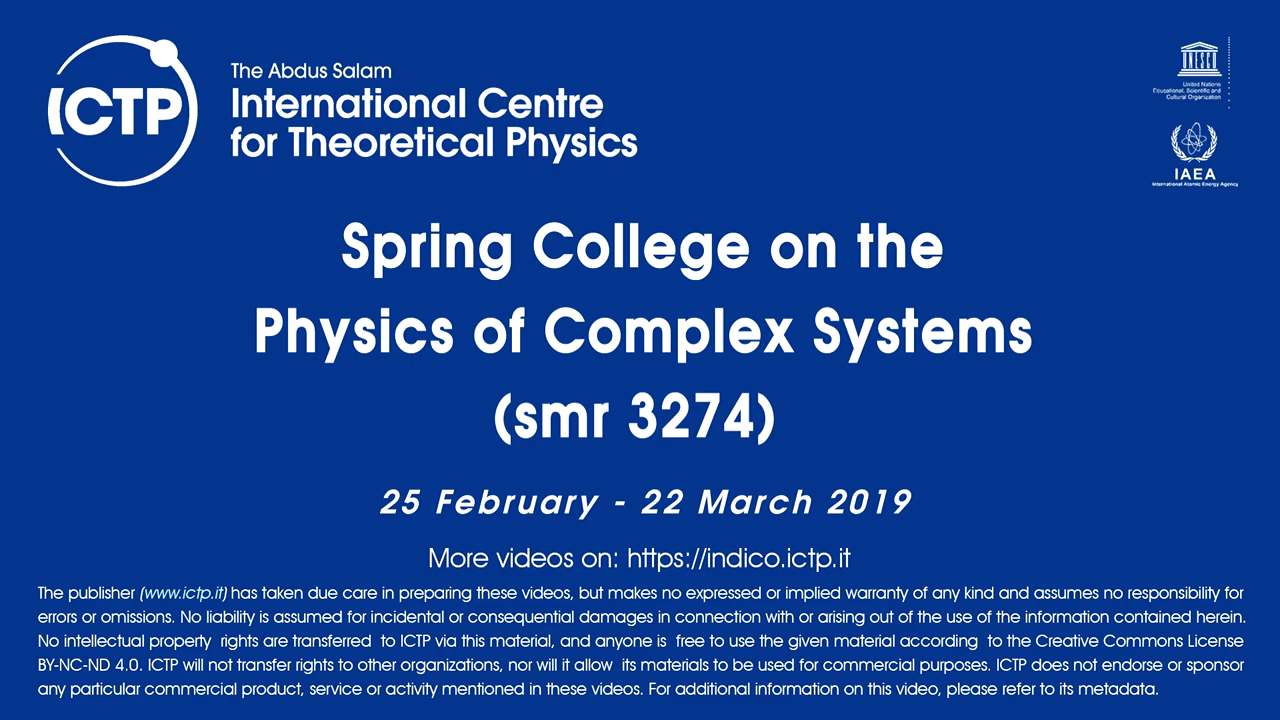 ICTP
The Abdus Salam
International Centre
for Theoretical Physics
UNESCO
United Nations
Educational, Scientific and
Cultural Organization
IAEA
International Atomic Energy Agency
Spring College on the
Physics of Complex Systems
(smr 3274)
25 February - 22 March 2019
More videos on: https://indico.ictp.it
The publisher (www.ictp.it) has taken due care in preparing these videos, but makes no expressed or implied warranty of any kind and assumes no responsibility for
errors or omissions. No liability is assumed for incidental or consequential damages in connection with or arising out of the use of the information contained herein.
No intellectual property rights are transferred to ICTP via this material, and anyone is free to use the given material according to the Creative Commons License
BY-NC-ND 4.0. ICTP will not transfer rights to other organizations, nor will it allow its materials to be used for commercial purposes. ICTP does not endorse or sponsor
any particular commercial product, service or activity mentioned in these videos. For additional information on this video, please refer to its metadata.